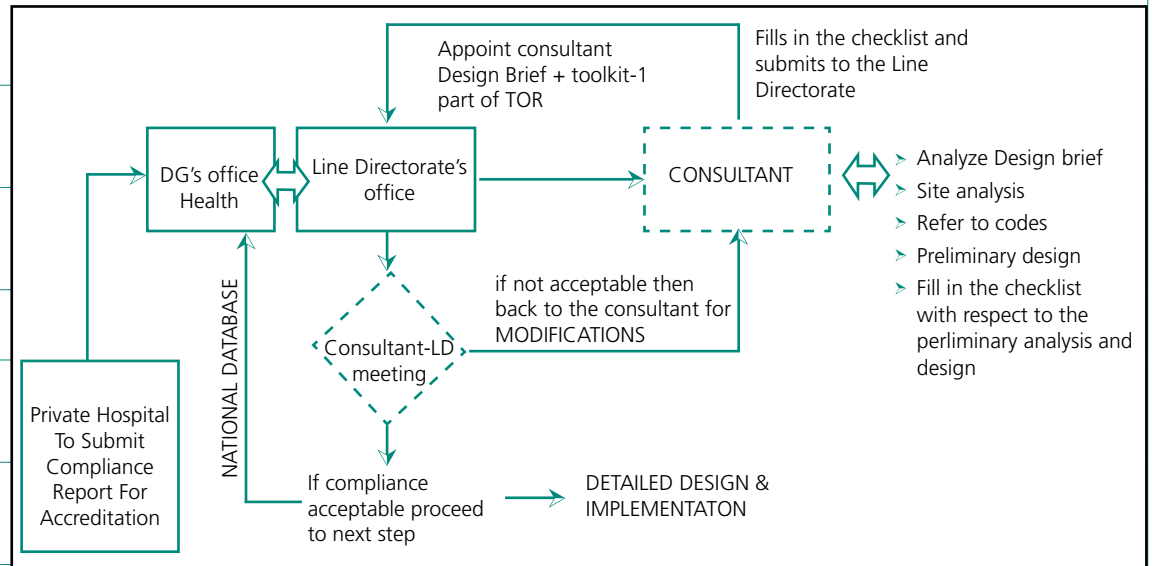 Appoint consultant
Design Brief + toolkit-1
part of TOR
Fills in the checklist and
submits to the Line
Directorate
DG's office
Health
Line Directorate's
office
CONSULTANT
Analyze Design brief
Site analysis
Refer to codes
Preliminary design
Fill in the checklist
with respect to the
perliminary analysis and
design
if not acceptable then
back to the consultant for
MODIFICATIONS
Consultant-LD
meeting
NATIONAL DATABASE
Private Hospital
To Submit
Compliance
Report For
Accreditation
If compliance
acceptable proceed
to next step
DETAILED DESIGN &
IMPLEMENTATON